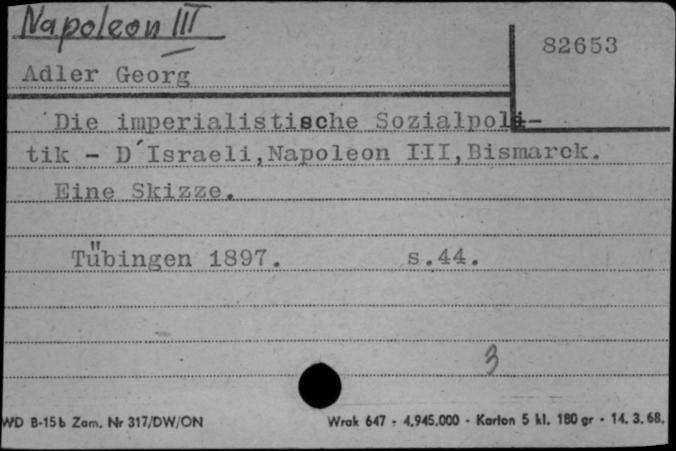 Napoleon III
82653
Adler Georg
Die imperialistische Sozialpoli-
tik - D´Israeli,Napoleon III,Bismarck.
Eine Skizze.
Tübingen 1897. s.44.
3
WD B-15b Zam. Nr 317/DW/ON Wrak 647 - 4.945.000 - Karton 5 kl. 180 gr - 14. 3. 68.